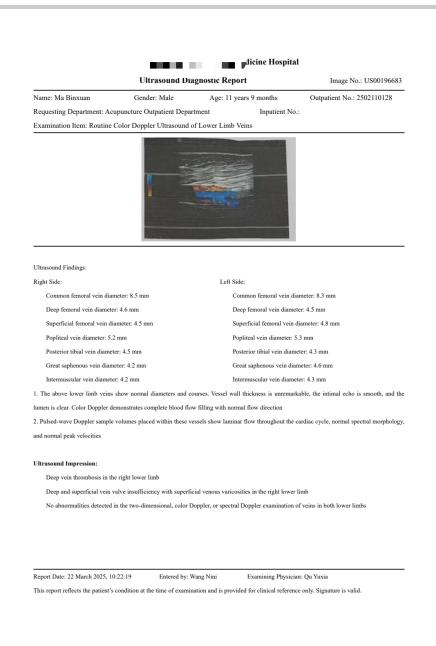 dicine Hospital
Ultrasound Diagnostic Report Image No.: US00196683
Name: Ma Binxuan Gender: Male Age: 11 years 9 months Outpatient No.: 2502110128
Requesting Department: Acupuncture Outpatient Department Inpatient No.:
Examination Item: Routine Color Doppler Ultrasound of Lower Limb Veins
Ultrasound Findings:
Right Side: Left Side:
Common femoral vein diameter: 8.5 mm Common femoral vein diameter: 8.3 mm
Deep femoral vein diameter: 4.6 mm Deep femoral vein diameter: 4.5 mm
Superficial femoral vein diameter: 4.5 mm Superficial femoral vein diameter: 4.8 mm
Popliteal vein diameter: 5.2 mm Popliteal vein diameter: 5.3 mm
Posterior tibial vein diameter: 4.5 mm Posterior tibial vein diameter: 4.3 mm
Great saphenous vein diameter: 4.2 mm Great saphenous vein diameter: 4.6 mm
Intermuscular vein diameter: 4.2 mm Intermuscular vein diameter: 4.3 mm
1. The above lower limb veins show normal diameters and courses. Vessel wall thickness is unremarkable, the intimal echo is smooth, and the
lumen is clear. Color Doppler demonstrates complete blood flow filling with normal flow direction
2. Pulsed-wave Doppler sample volumes placed within these vessels show laminar flow throughout the cardiac cycle, normal spectral morphology,
and normal peak velocities
Ultrasound Impression:
Deep vein thrombosis in the right lower limb
Deep and superficial vein valve insufficiency with superficial venous varicosities in the right lower limb
No abnormalities detected in the two-dimensional, color Doppler, or spectral Doppler examination of veins in both lower limbs
Report Date: 22 March 2025, 10:22:19 Entered by: Wang Nini Examining Physician: Qu Yuxia
This report reflects the patient's condition at the time of examination and is provided for clinical reference only. Signature is valid.